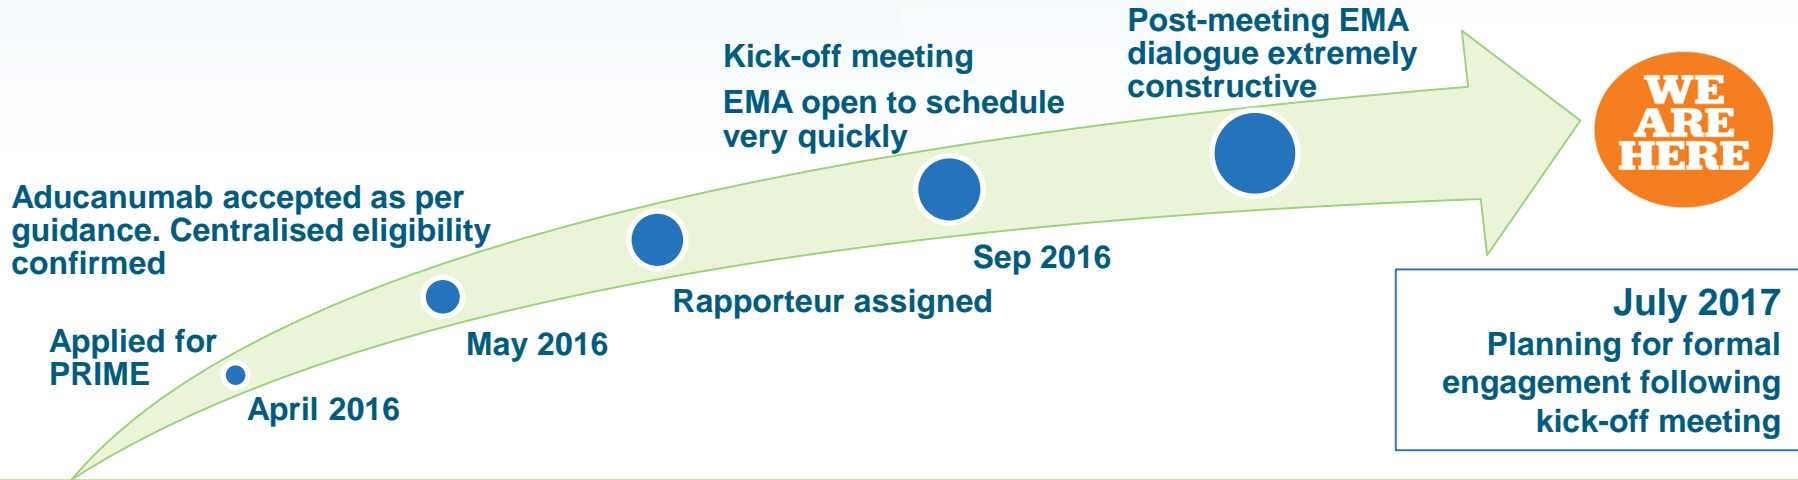 Applied for
PRIME
April 2016
Aducanumab accepted as per
guidance. Centralised eligibility
confirmed
May 2016
Rapporteur assigned
Kick-off meeting
EMA open to schedule
very quickly
Sep 2016
Post-meeting EMA
dialogue extremely
constructive
WE
ARE
HERE
July 2017
Planning for formal
engagement following
kick-off meeting